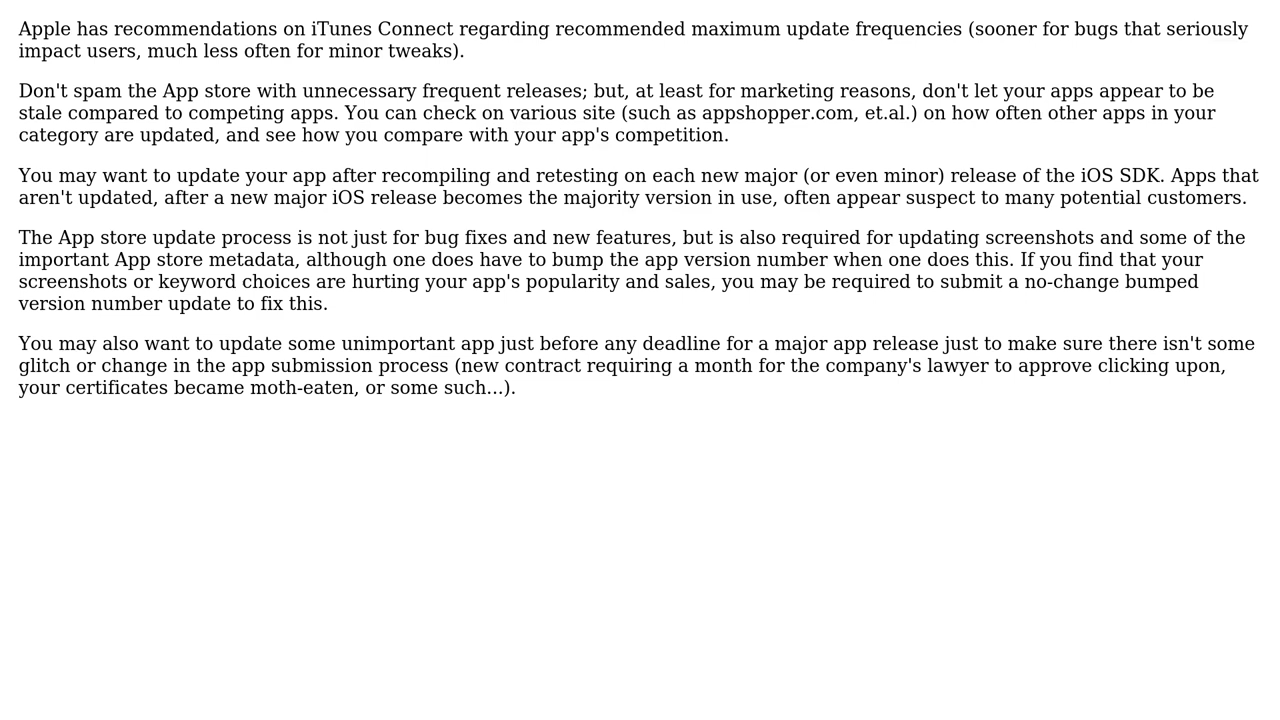 Apple has recommendations on iTunes Connect regarding recommended maximum update frequencies (sooner for bugs that seriously
impact users, much less often for minor tweaks).
Don't spam the App store with unnecessary frequent releases; but, at least for marketing reasons, don't let your apps appear to be
stale compared to competing apps. You can check on various site (such as appshopper.com, et.al.) on how often other apps in your
category are updated, and see how you compare with your app's competition.
You may want to update your app after recompiling and retesting on each new major (or even minor) release of the iOS SDK. Apps that
aren't updated, after a new major iOS release becomes the majority version in use, often appear suspect to many potential customers.
The App store update process is not just for bug fixes and new features, but is also required for updating screenshots and some of the
important App store metadata, although one does have to bump the app version number when one does this. If you find that your
screenshots or keyword choices are hurting your app's popularity and sales, you may be required to submit a no-change bumped
version number update to fix this.
You may also want to update some unimportant app just before any deadline for a major app release just to make sure there isn't some
glitch or change in the app submission process (new contract requiring a month for the company's lawyer to approve clicking upon,
your certificates became moth-eaten, or some such...).